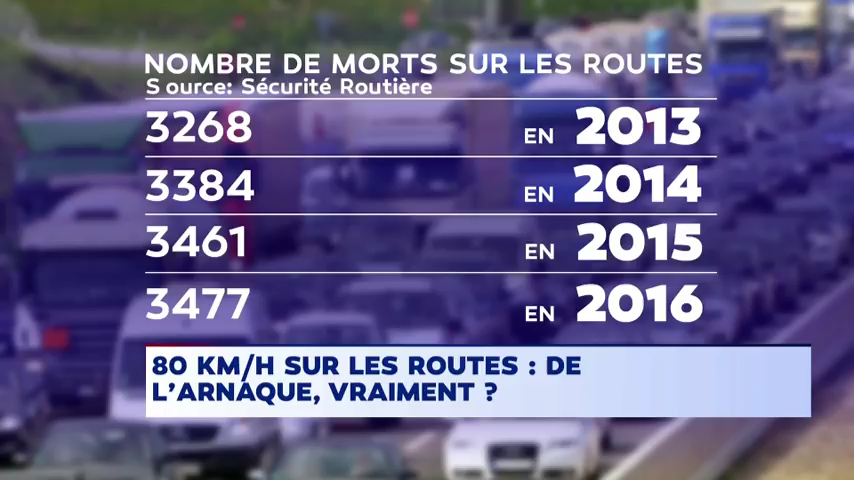 NOMBRE DE MORTS SUR LES ROUTES
S ource: Sécurité Routière
3268 EN 2013
3384 EN 2014
3461 EN 2015
3477 EN 2016
80 KM/H SUR LES ROUTES : DE
L'ARNAQUE, VRAIMENT ?